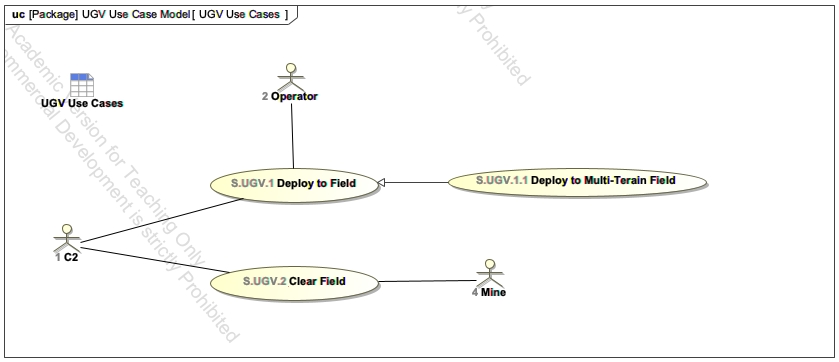 uc [Package] UGV Use Case Model [ UGV Use Cases ]
Academic Version for Teaching Only
Commercial Development is strictly Prohibited
ly Prohibited
UGV Use Cases
2 Operator
S.UGV.1 Deploy to Field
S.UGV.1.1 Deploy to Multi-Terain Field
1 C2
S.UGV.2 Clear Field
4 Mine